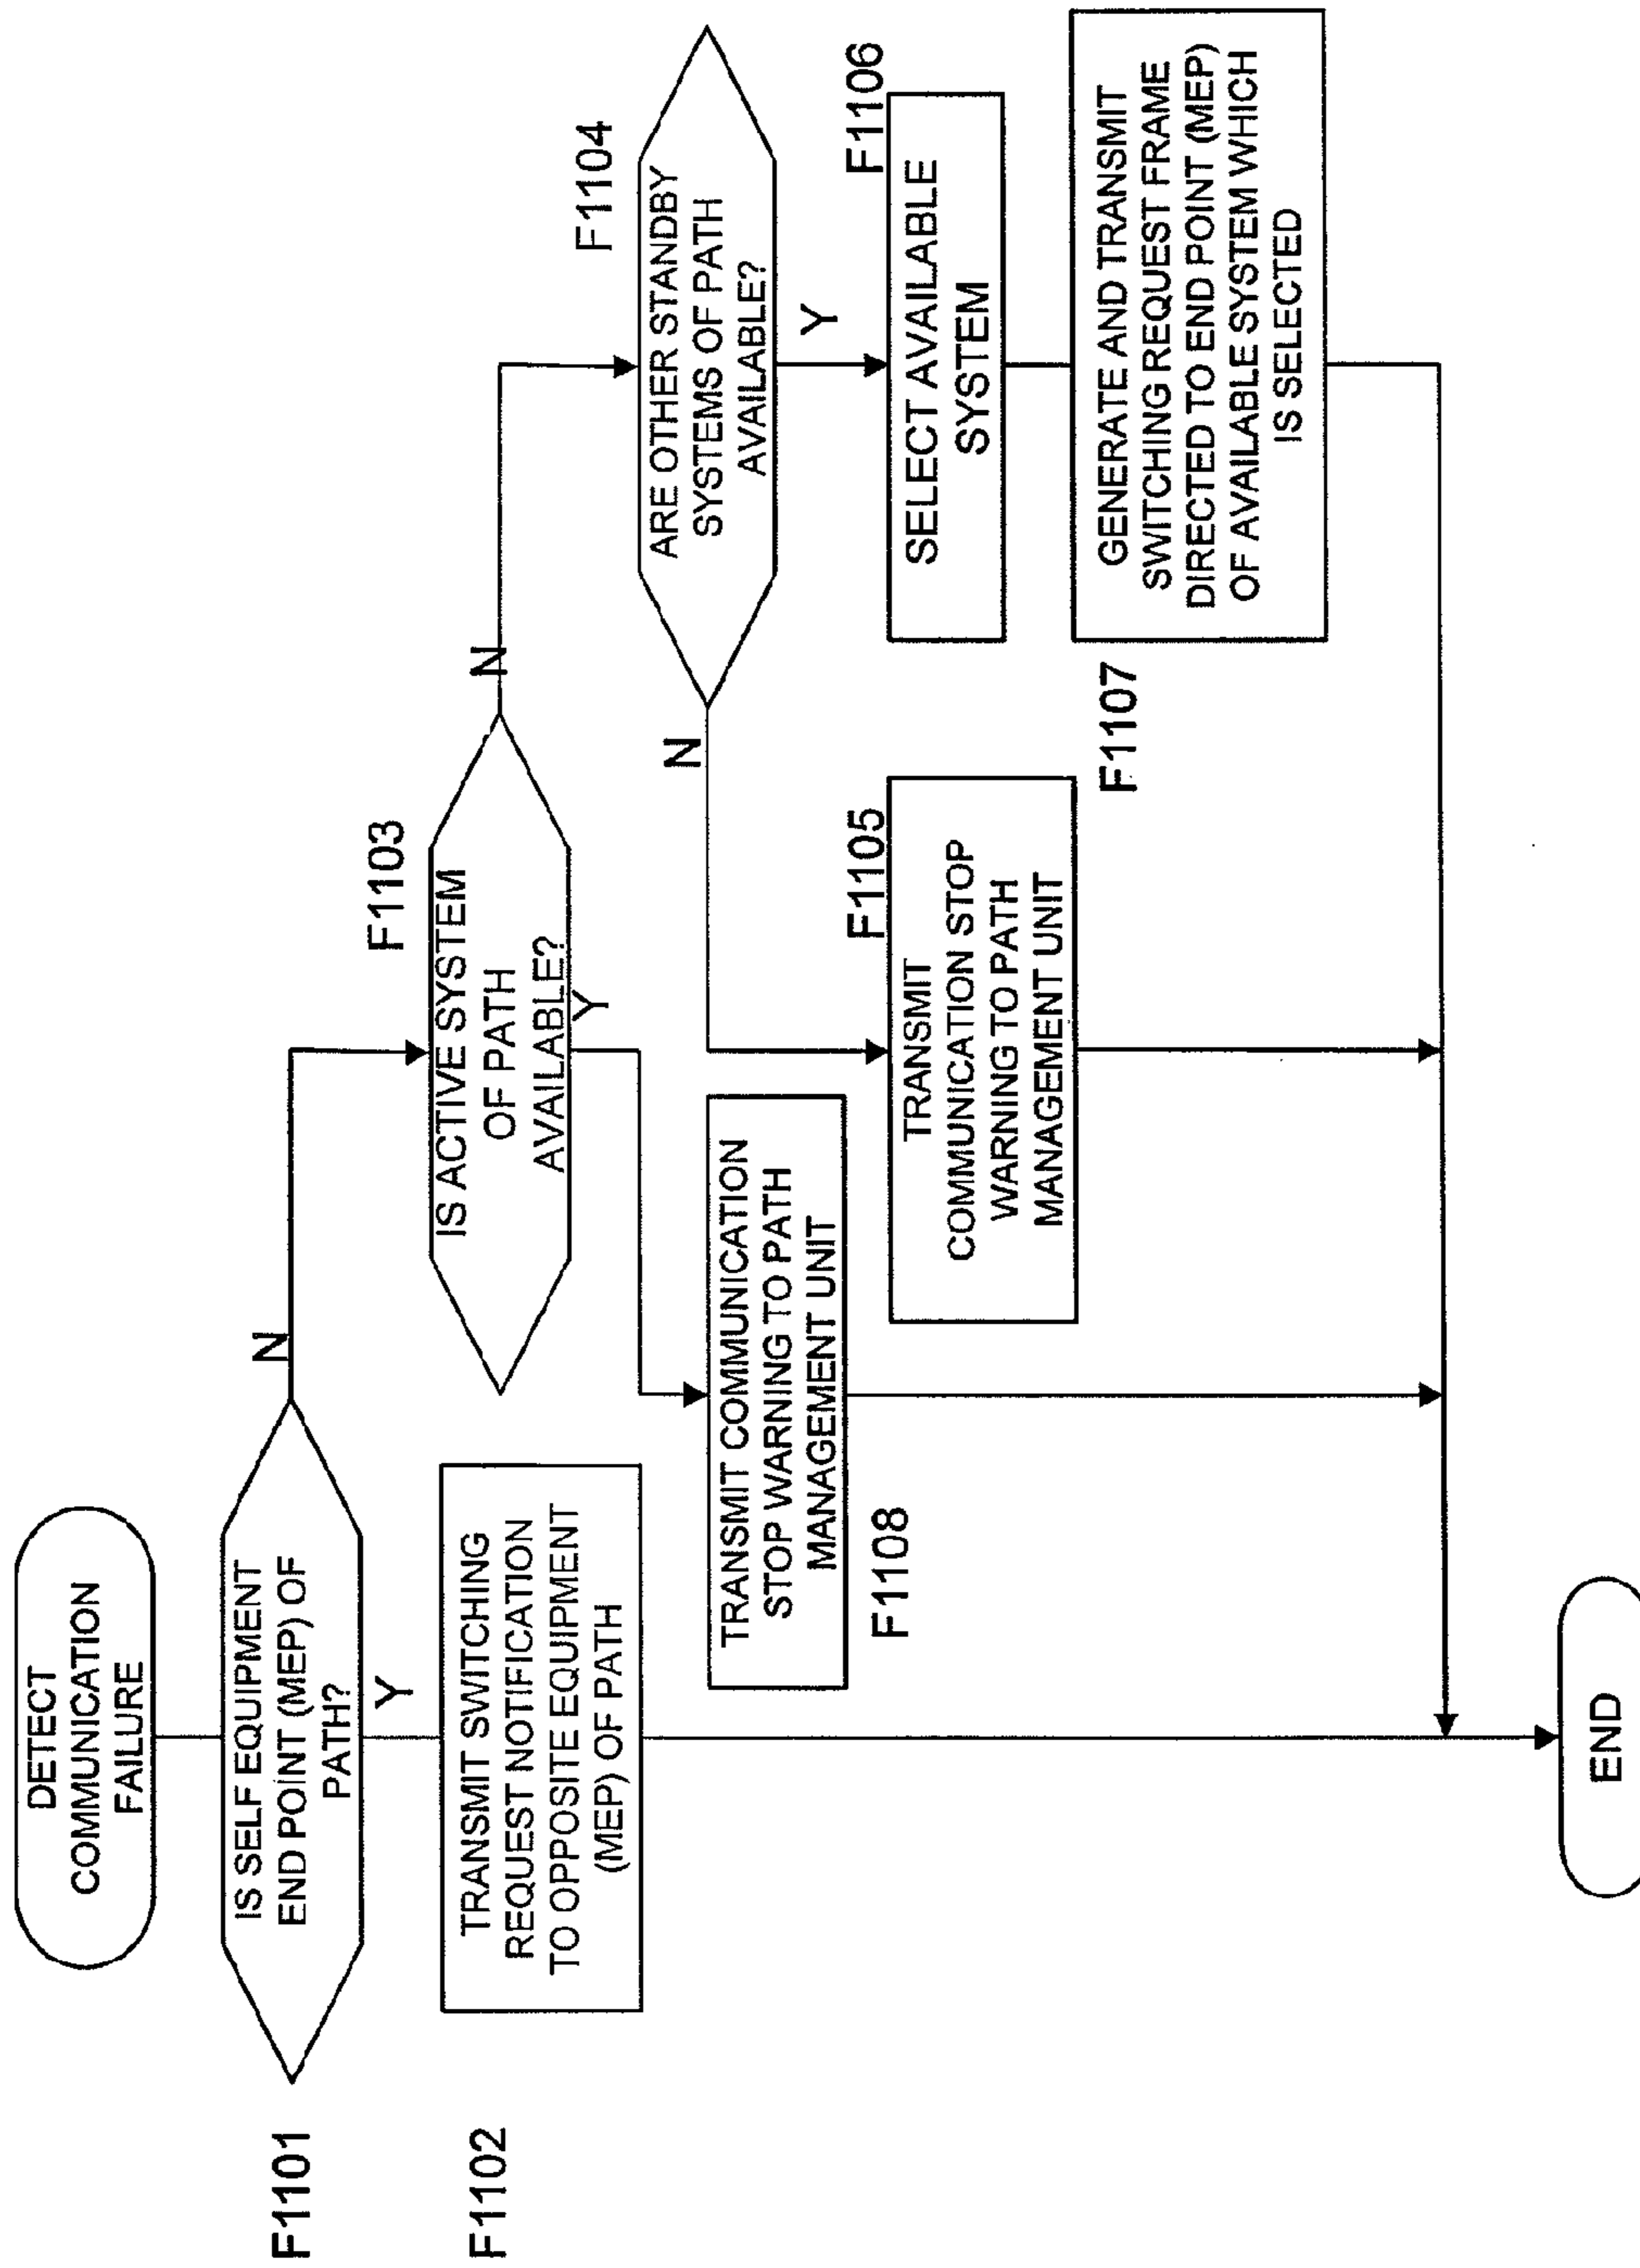 DETECT
COMMUNICATION
FAILURE
F1101
IS SELF EQUIPMENT
END POINT (MEP) OF
PATH?
N
Y
F1102
TRANSMIT SWITCHING
REQUEST NOTIFICATION
TO OPPOSITE EQUIPMENT
(MEP) OF PATH
F1103
IS ACTIVE SYSTEM
OF PATH
AVAILABLE?
N
Y
F1104
ARE OTHER STANDBY
SYSTEMS OF PATH
AVAILABLE?
N
Y
F1108
TRANSMIT COMMUNICATION
STOP WARNING TO PATH
MANAGEMENT UNIT
F1105
TRANSMIT
COMMUNICATION STOP
WARNING TO PATH
MANAGEMENT UNIT
F1106
SELECT AVAILABLE
SYSTEM
F1107
GENERATE AND TRANSMIT
SWITCHING REQUEST FRAME
DIRECTED TO END POINT (MEP)
OF AVAILABLE SYSTEM WHICH
IS SELECTED
END